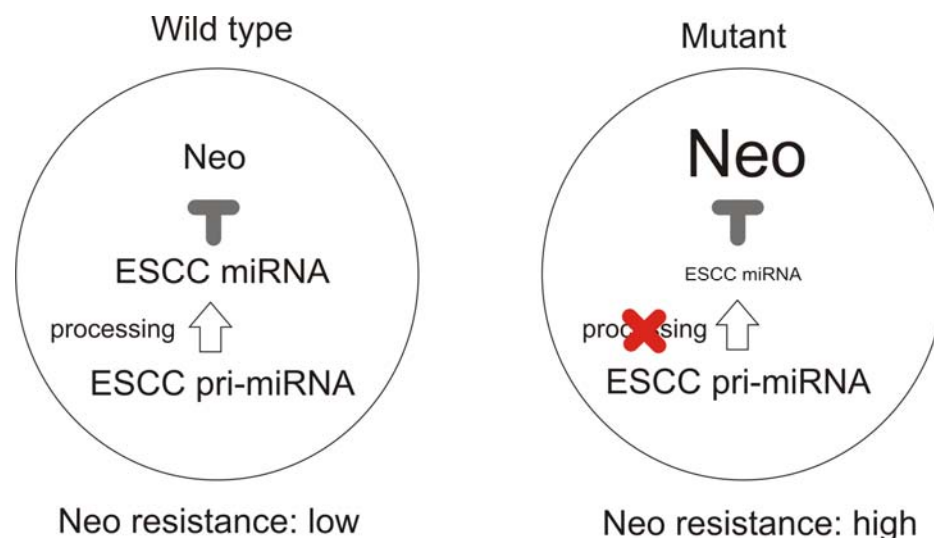 Wild type
Neo
ESCC miRNA
processing
ESCC pri-miRNA
Neo resistance: low
Mutant
Neo
ESCC miRNA
processing
ESCC pri-miRNA
Neo resistance: high